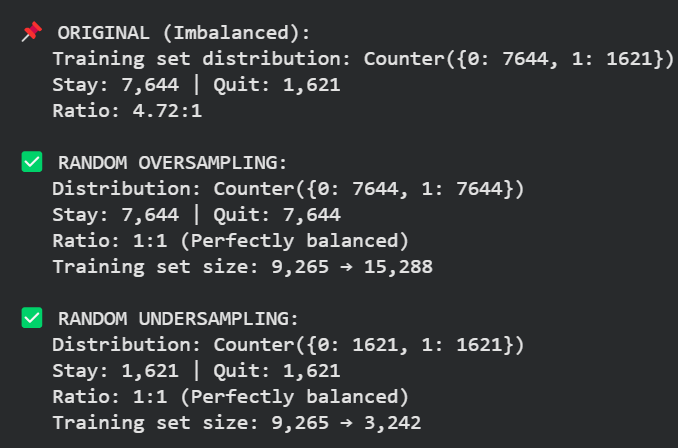 📌 ORIGINAL (Imbalanced):
Training set distribution: Counter({0: 7644, 1: 1621})
Stay: 7,644 | Quit: 1,621
Ratio: 4.72:1
✅ RANDOM OVERSAMPLING:
Distribution: Counter({0: 7644, 1: 7644})
Stay: 7,644 | Quit: 7,644
Ratio: 1:1 (Perfectly balanced)
Training set size: 9,265 → 15,288
✅ RANDOM UNDERSAMPLING:
Distribution: Counter({0: 1621, 1: 1621})
Stay: 1,621 | Quit: 1,621
Ratio: 1:1 (Perfectly balanced)
Training set size: 9,265 → 3,242